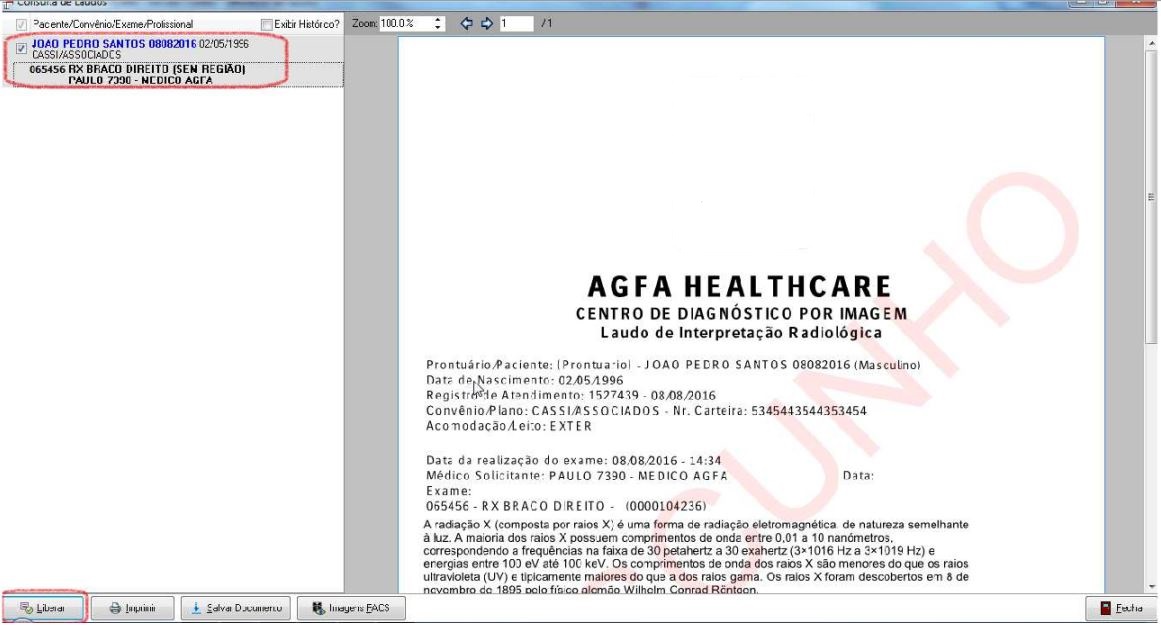 Consulta de Laudos
Paciente/Convênio/Exame/Profissional
Exibir Histórico?
Zoom: 100.0 %
1
/1
JOAO PEDRO SANTOS 08082016 02/05/1996
CASSI/ASSOCIADOS
065456 RX BRACO DIREITO (SEN REGIÃO)
PAULO 7390 - MEDICO AGFA
AGFA HEALTHCARE
CENTRO DE DIAGNÓSTICO POR IMAGEM
Laudo de Interpretação Radiológica
Prontuário/Paciente: [Prontuario] - JOAO PEDRO SANTOS 08082016 (Masculino)
Data de Nascimento: 02/05/1996
Registro de Atendimento: 1527439 - 08/08/2016
Convênio/Plano: CASSI/ASSOCIADOS - Nr. Carteira: 5345443544353454
Acomodação/Leito: EXTER
Data da realização do exame: 08/08/2016 - 14:34
Médico Solicitante: PAULO 7390 - MEDICO AGFA
Data:
Exame:
065456 - RX BRACO DIREITO - (0000104236)
A radiação X (composta por raios X) é uma forma de radiação eletromagnética, de natureza semelhante
à luz. A maioria dos raios X possuem comprimentos de onda entre 0,01 a 10 nanómetros,
correspondendo a frequências na faixa de 30 petahertz a 30 exahertz (3×1016 Hz a 3×1019 Hz) e
energias entre 100 eV até 100 keV. Os comprimentos de onda dos raios X são menores do que os raios
ultravioleta (UV) e tipicamente maiores do que a dos raios gama. Os raios X foram descobertos em 8 de
novembro de 1895 pelo físico alemão Wilhelm Conrad Röntgen.
CUNHO
Liberar
Imprimir
Salvar Documento
Imagens PACS
Fecha